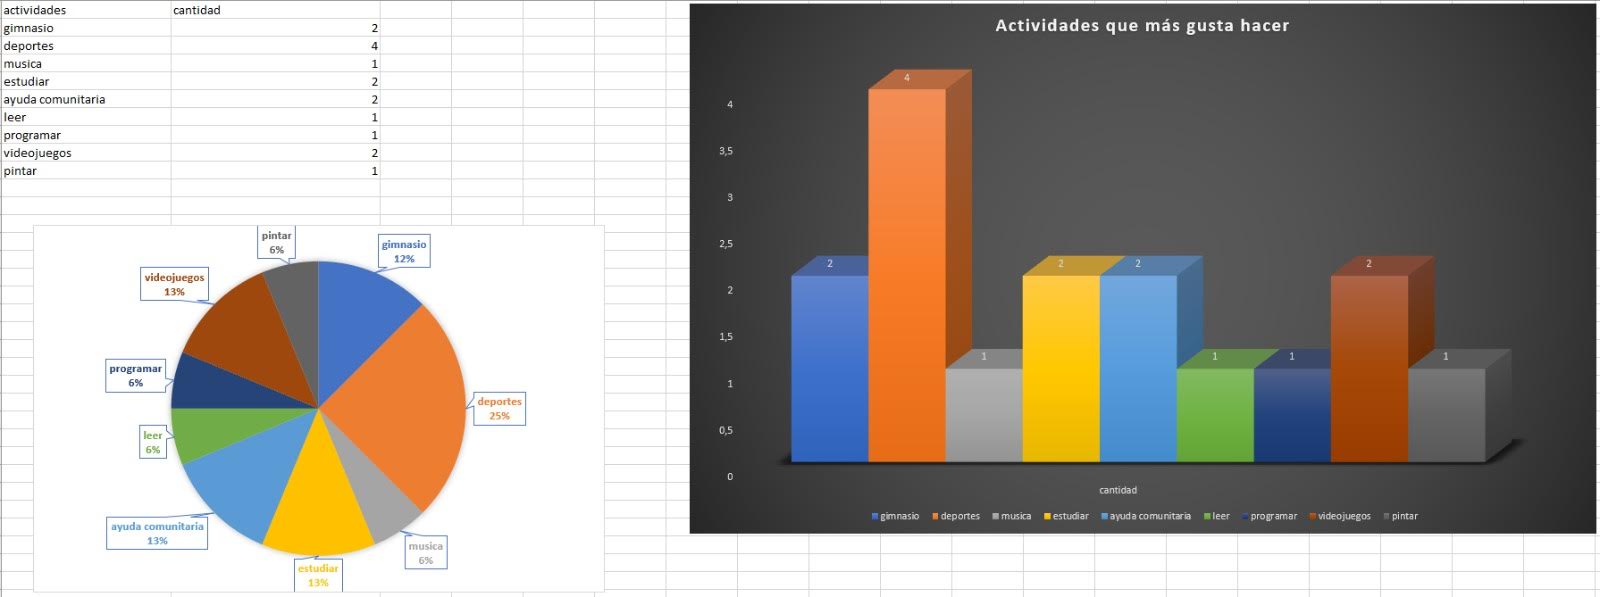 actividades cantidad
gimnasio 2
deportes 4
musica 1
estudiar 2
ayuda comunitaria 2
leer 1
programar 1
videojuegos 2
pintar 1
pintar
6%
gimnasio
12%
videojuegos
13%
programar
6%
deportes
25%
leer
6%
ayuda comunitaria
13%
musica
6%
estudiar
13%
Actividades que más gusta hacer
4
3,5
3
2,5
2
1,5
1
0,5
0
2
4
1
2
2
1
1
2
1
cantidad
gimnasio deportes musica estudiar ayuda comunitaria leer programar videojuegos pintar